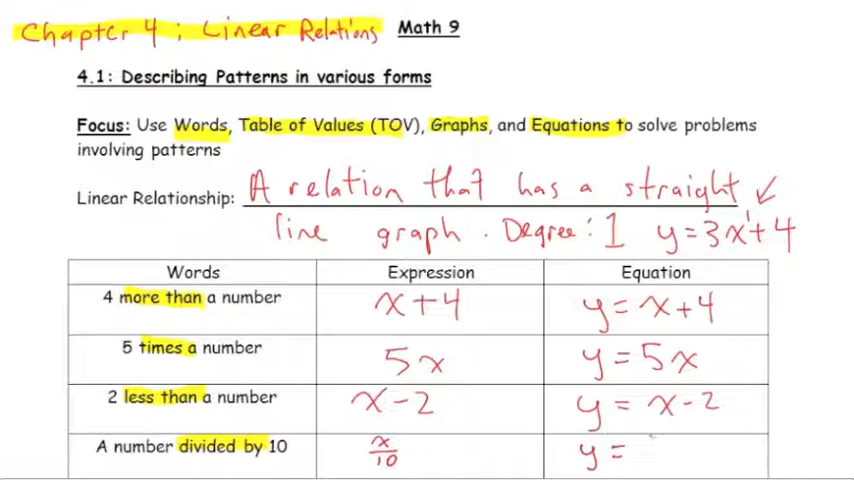 Chapter 4 : Linear Relations Math 9
4.1: Describing Patterns in various forms
Focus: Use Words, Table of Values (TOV), Graphs, and Equations to solve problems
involving patterns
Linear Relationship: A relation that has a straight
line graph. Degree: 1 y=3x¹+4
Words Expression Equation
4 more than a number x+4 y=x+4
5 times a number 5x y=5x
2 less than a number x-2 y=x-2
A number divided by 10 x/10 y=